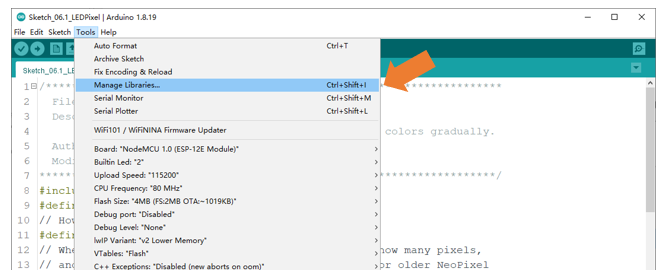 Sketch_06.1_LEDPixel | Arduino 1.8.19
File Edit Sketch Tools Help
Auto Format Ctrl+T
Archive Sketch
Sketch_06.1_LE
Fix Encoding & Reload
1 /**** ******************
Manage Libraries... Ctrl+Shift+I
2 File
Serial Monitor Ctrl+Shift+M
3 Desc
Serial Plotter Ctrl+Shift+L
4 colors gradually.
WiFi101 / WiFiNINA Firmware Updater
5 Auth
Board: "NodeMCU 1.0 (ESP-12E Module)"
6 Modi
Builtin Led: "2"
7 **** ******************/
Upload Speed: "115200"
8 #inclu
CPU Frequency: "80 MHz"
9 #defin
Flash Size: "4MB (FS:2MB OTA:~1019KB)"
10 // How
Debug port: "Disabled"
11 #defin
Debug Level: "None"
lwIP Variant: "v2 Lower Memory"
12 // Whe how many pixels,
VTables: "Flash"
13 // and or older NeoPixel
C++ Exceptions: "Disabled (new aborts on oom)"